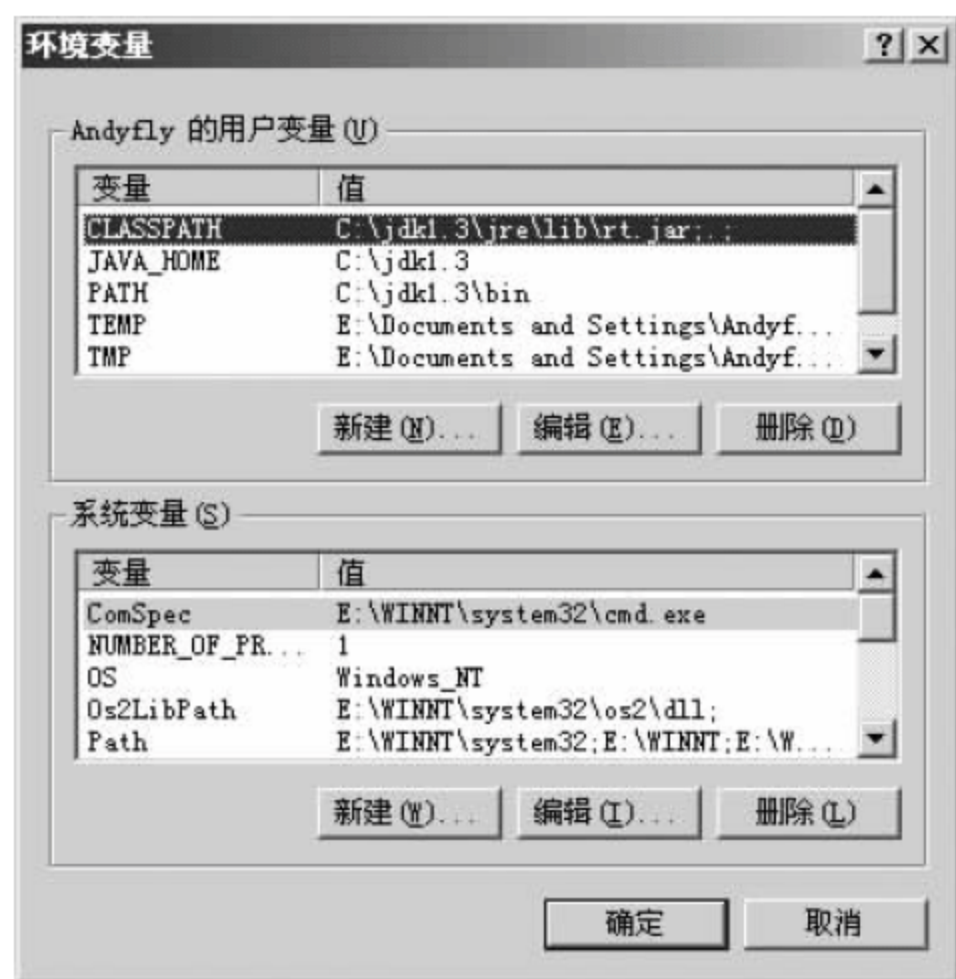 环境变量
Andyfly 的用户变量(U)
变量 值
CLASSPATH C:\jdk1.3\jre\lib\rt.jar;.;
JAVA_HOME C:\jdk1.3
PATH C:\jdk1.3\bin
TEMP E:\Documents and Settings\Andyf...
TMP E:\Documents and Settings\Andyf...
新建(N)... 编辑(E)... 删除(D)
系统变量(S)
变量 值
ComSpec E:\WINNT\system32\cmd.exe
NUMBER_OF_PR... 1
OS Windows_NT
Os2LibPath E:\WINNT\system32\os2\dll;
Path E:\WINNT\system32;E:\WINNT;E:\W...
新建(W)... 编辑(I)... 删除(L)
确定 取消